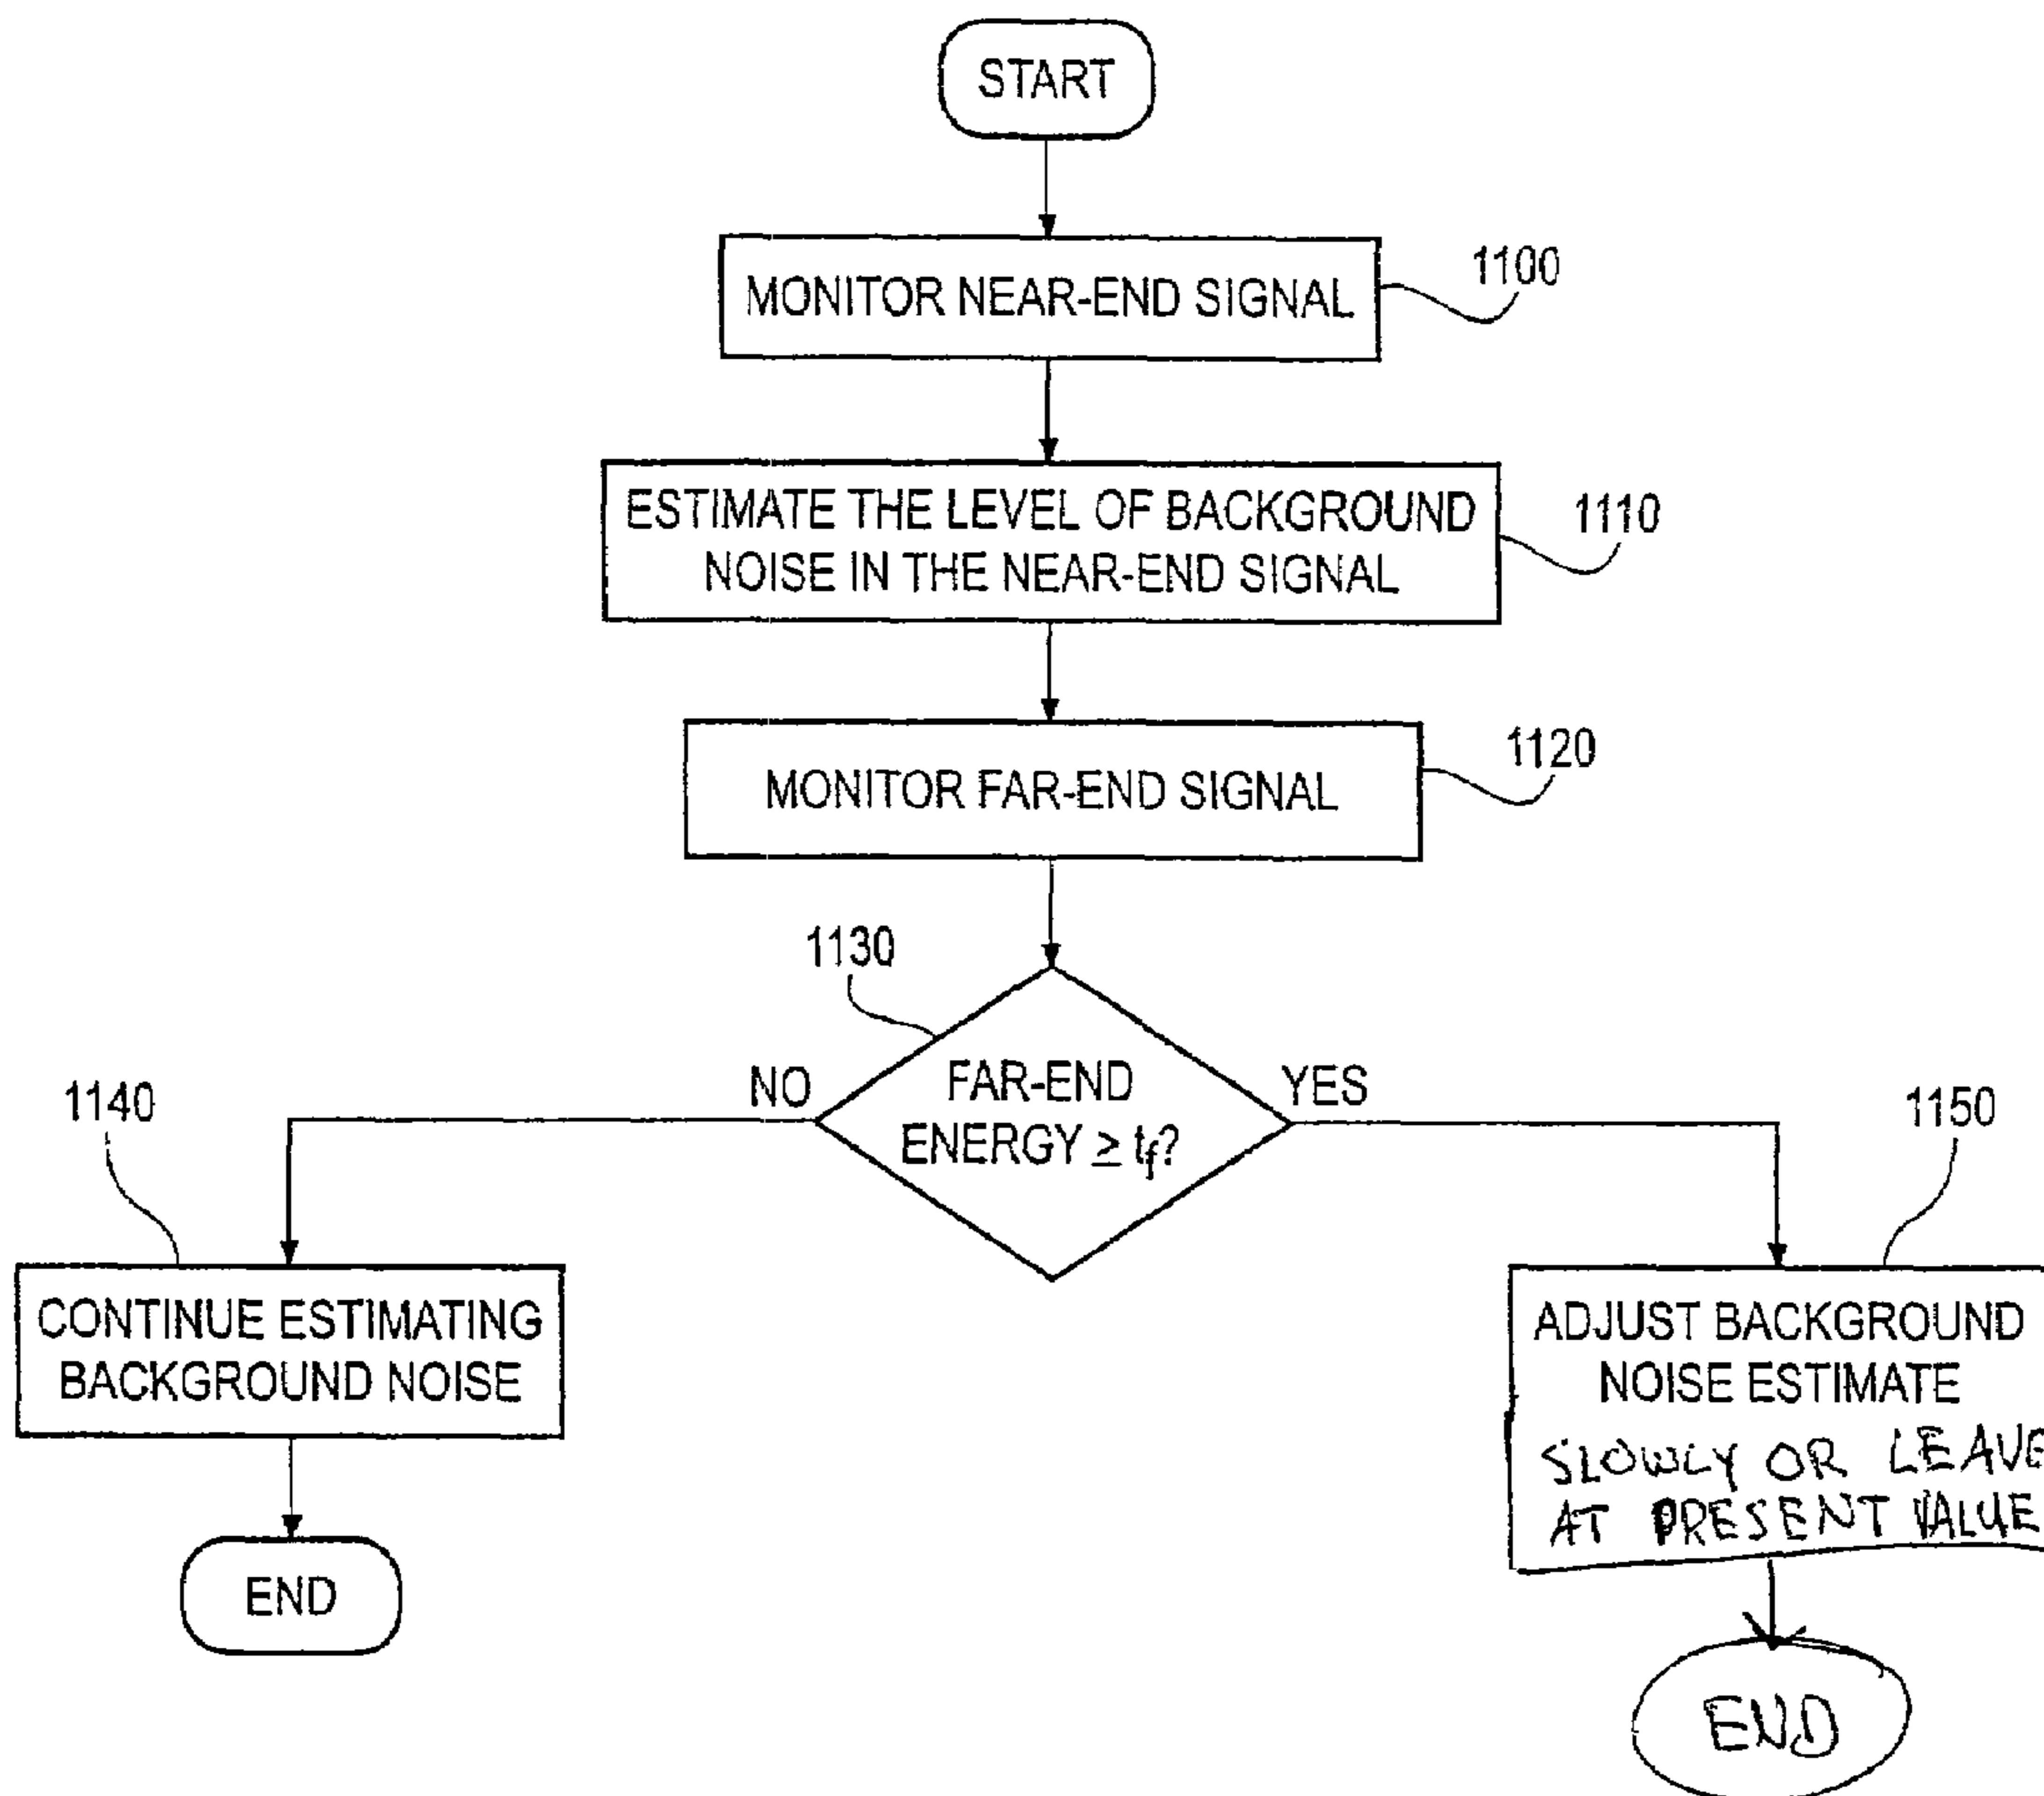 START
MONITOR NEAR-END SIGNAL
1100
ESTIMATE THE LEVEL OF BACKGROUND
NOISE IN THE NEAR-END SIGNAL
1110
MONITOR FAR-END SIGNAL
1120
1130
FAR-END
ENERGY ≥ tf?
NO
YES
1140
CONTINUE ESTIMATING
BACKGROUND NOISE
END
1150
ADJUST BACKGROUND
NOISE ESTIMATE
SLOWLY OR LEAVE
AT PRESENT VALUE
END